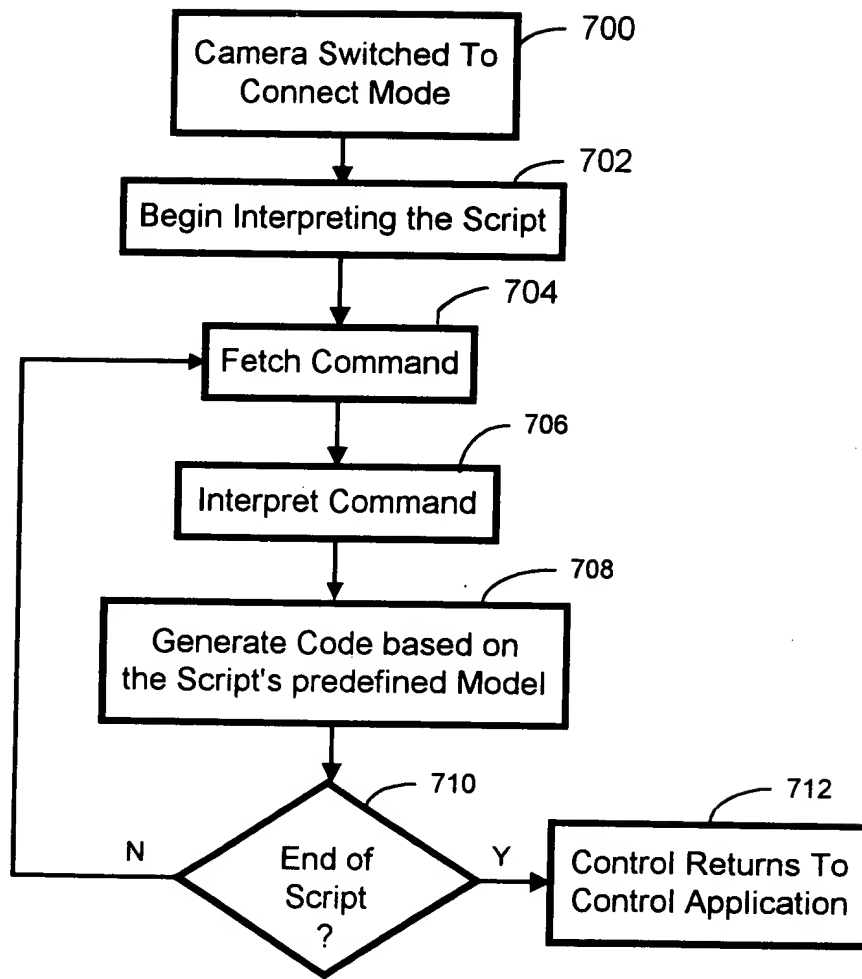 700
Camera Switched To
Connect Mode
702
Begin Interpreting the Script
704
Fetch Command
706
Interpret Command
708
Generate Code based on
the Script's predefined Model
710
712
N
End of
Script
?
Y
Control Returns To
Control Application